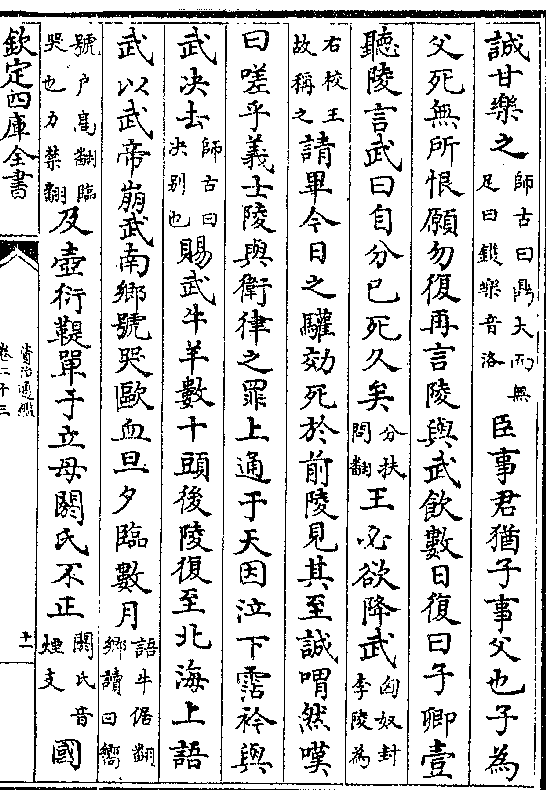 誠甘樂之師古曰鼎大而無足曰鑊樂音洛臣事君猶子事父也子為
父死無所恨願勿復再言陵與武飲數日復曰子卿壹
聽陵言武曰自分已死久矣分扶問翻王必欲降武匈奴封李陵為
右校王故稱之請畢今日之驩効死於前陵見其至誠喟然嘆
曰嗟乎義士陵與衛律之罪上通于天因泣下霑衿與
武決去師古曰決别也賜武牛羊數十頭後陵復至北海上語
武以武帝崩武南鄉號哭歐血旦夕臨數月語牛倨翻鄉讀曰嚮
號户髙翻臨哭也力禁翻及壺衍鞮單于立母閼氏不正閼氏音煙支國
欽定四庫全書
資治通鑑
卷二十三
十二